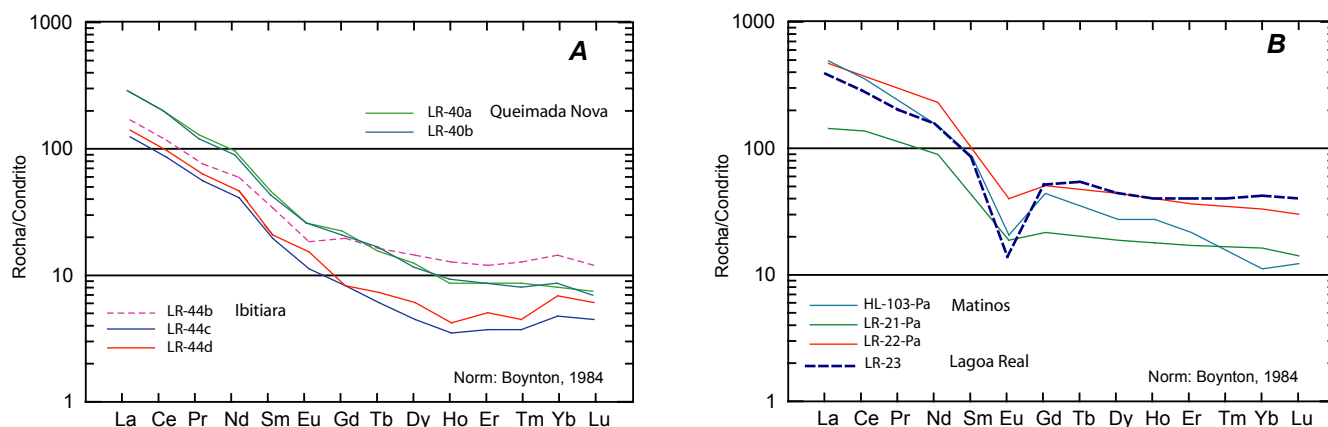 1000
100
10
1
Rocha/Condrito
A
LR-40a Queimada Nova
LR-40b
LR-44b Ibitiara
LR-44c
LR-44d
Norm: Boynton, 1984
La Ce Pr Nd Sm Eu Gd Tb Dy Ho Er Tm Yb Lu
1000
100
10
1
Rocha/Condrito
B
HL-103-Pa Matinos
LR-21-Pa
LR-22-Pa
LR-23 Lagoa Real
Norm: Boynton, 1984
La Ce Pr Nd Sm Eu Gd Tb Dy Ho Er Tm Yb Lu